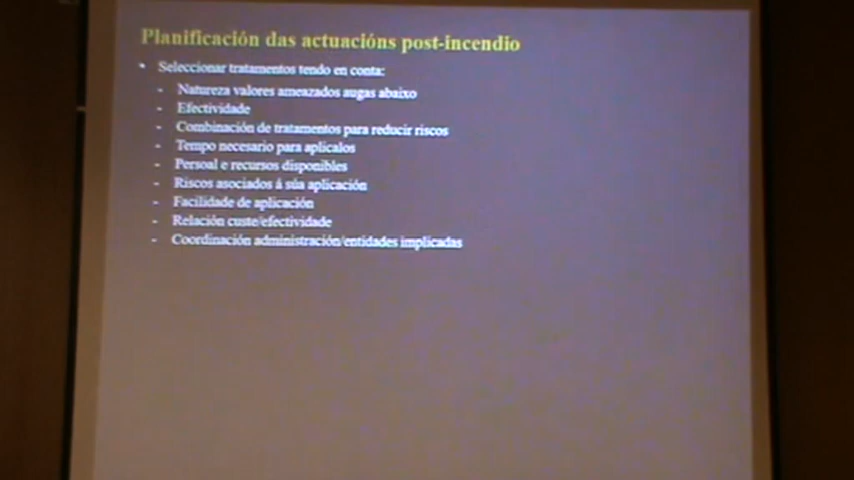 Planificación das actuacións post-incendio
• Seleccionar tratamentos tendo en conta:
- Natureza valores ameazados augas abaixo
- Efectividade
- Combinación de tratamentos para reducir riscos
- Tempo necesario para aplicalos
- Persoal e recursos disponibles
- Riscos asociados á súa aplicación
- Facilidade de aplicación
- Relación custe/efectividade
- Coordinación administración/entidades implicadas